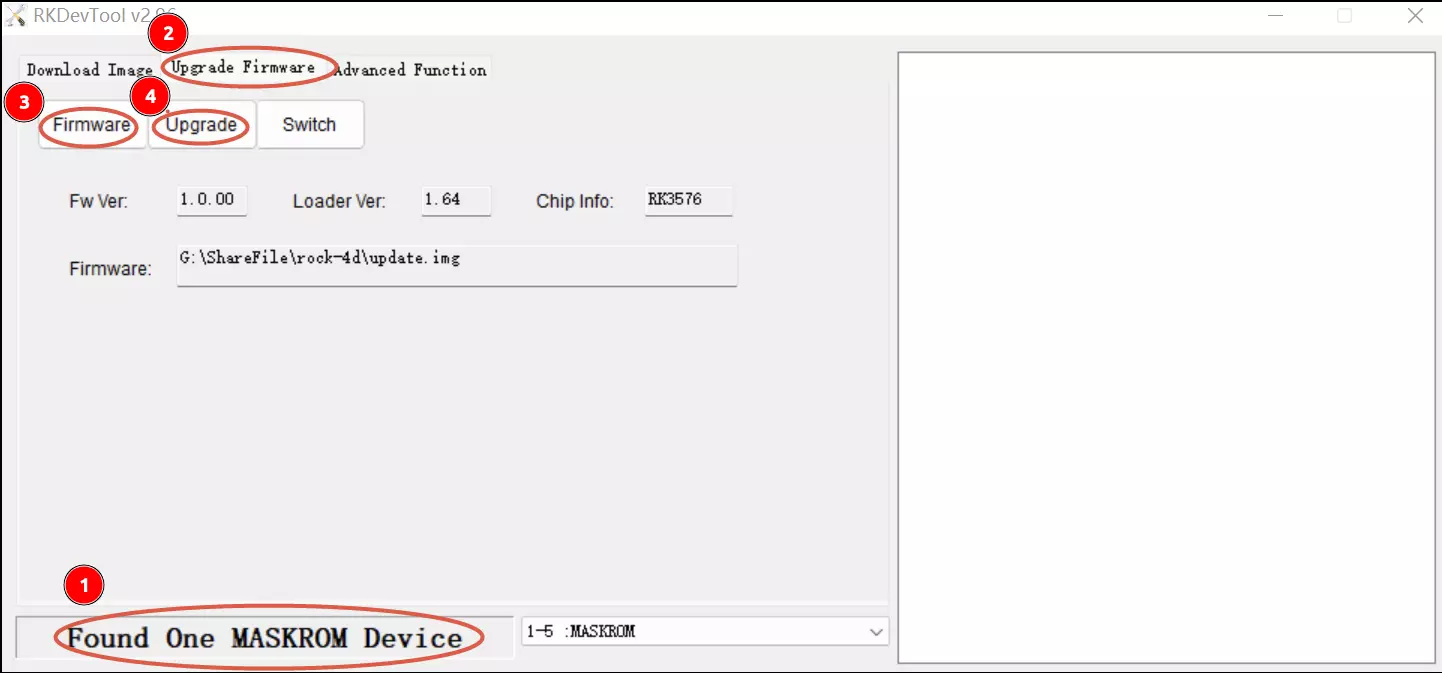 RKDevTool v2.96
2
Download Image Upgrade Firmware Advanced Function
3 4
Firmware Upgrade Switch
Fw Ver: 1.0.00 Loader Ver: 1.64 Chip Info: RK3576
Firmware: G:\ShareFile\rock-4d\update.img
1
Found One MASKROM Device 1-5 :MASKROM